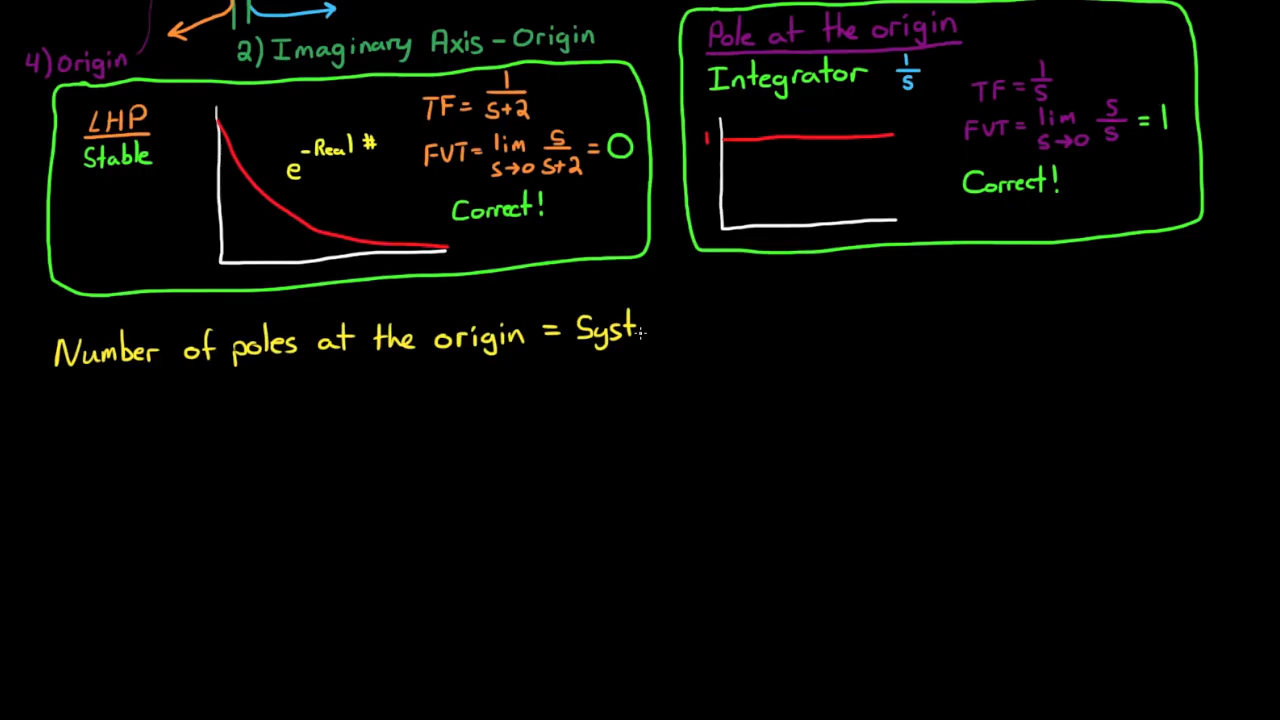 4) Origin
2) Imaginary Axis - Origin
LHP
Stable
e^-Real #
TF = 1/s+2
FVT = lim s→0 s/s+2 = 0
Correct!
Pole at the origin
Integrator 1/s
1
TF = 1/s
FVT = lim s→0 s/s = 1
Correct!
Number of poles at the origin = Syst